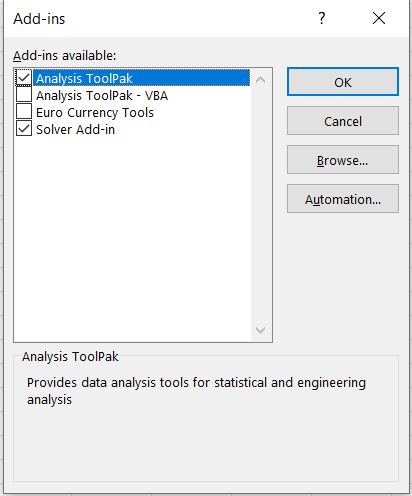 Add-ins
?
Add-ins available:
Analysis ToolPak
Analysis ToolPak - VBA
Euro Currency Tools
Solver Add-in
OK
Cancel
Browse...
Automation...
Analysis ToolPak
Provides data analysis tools for statistical and engineering
analysis